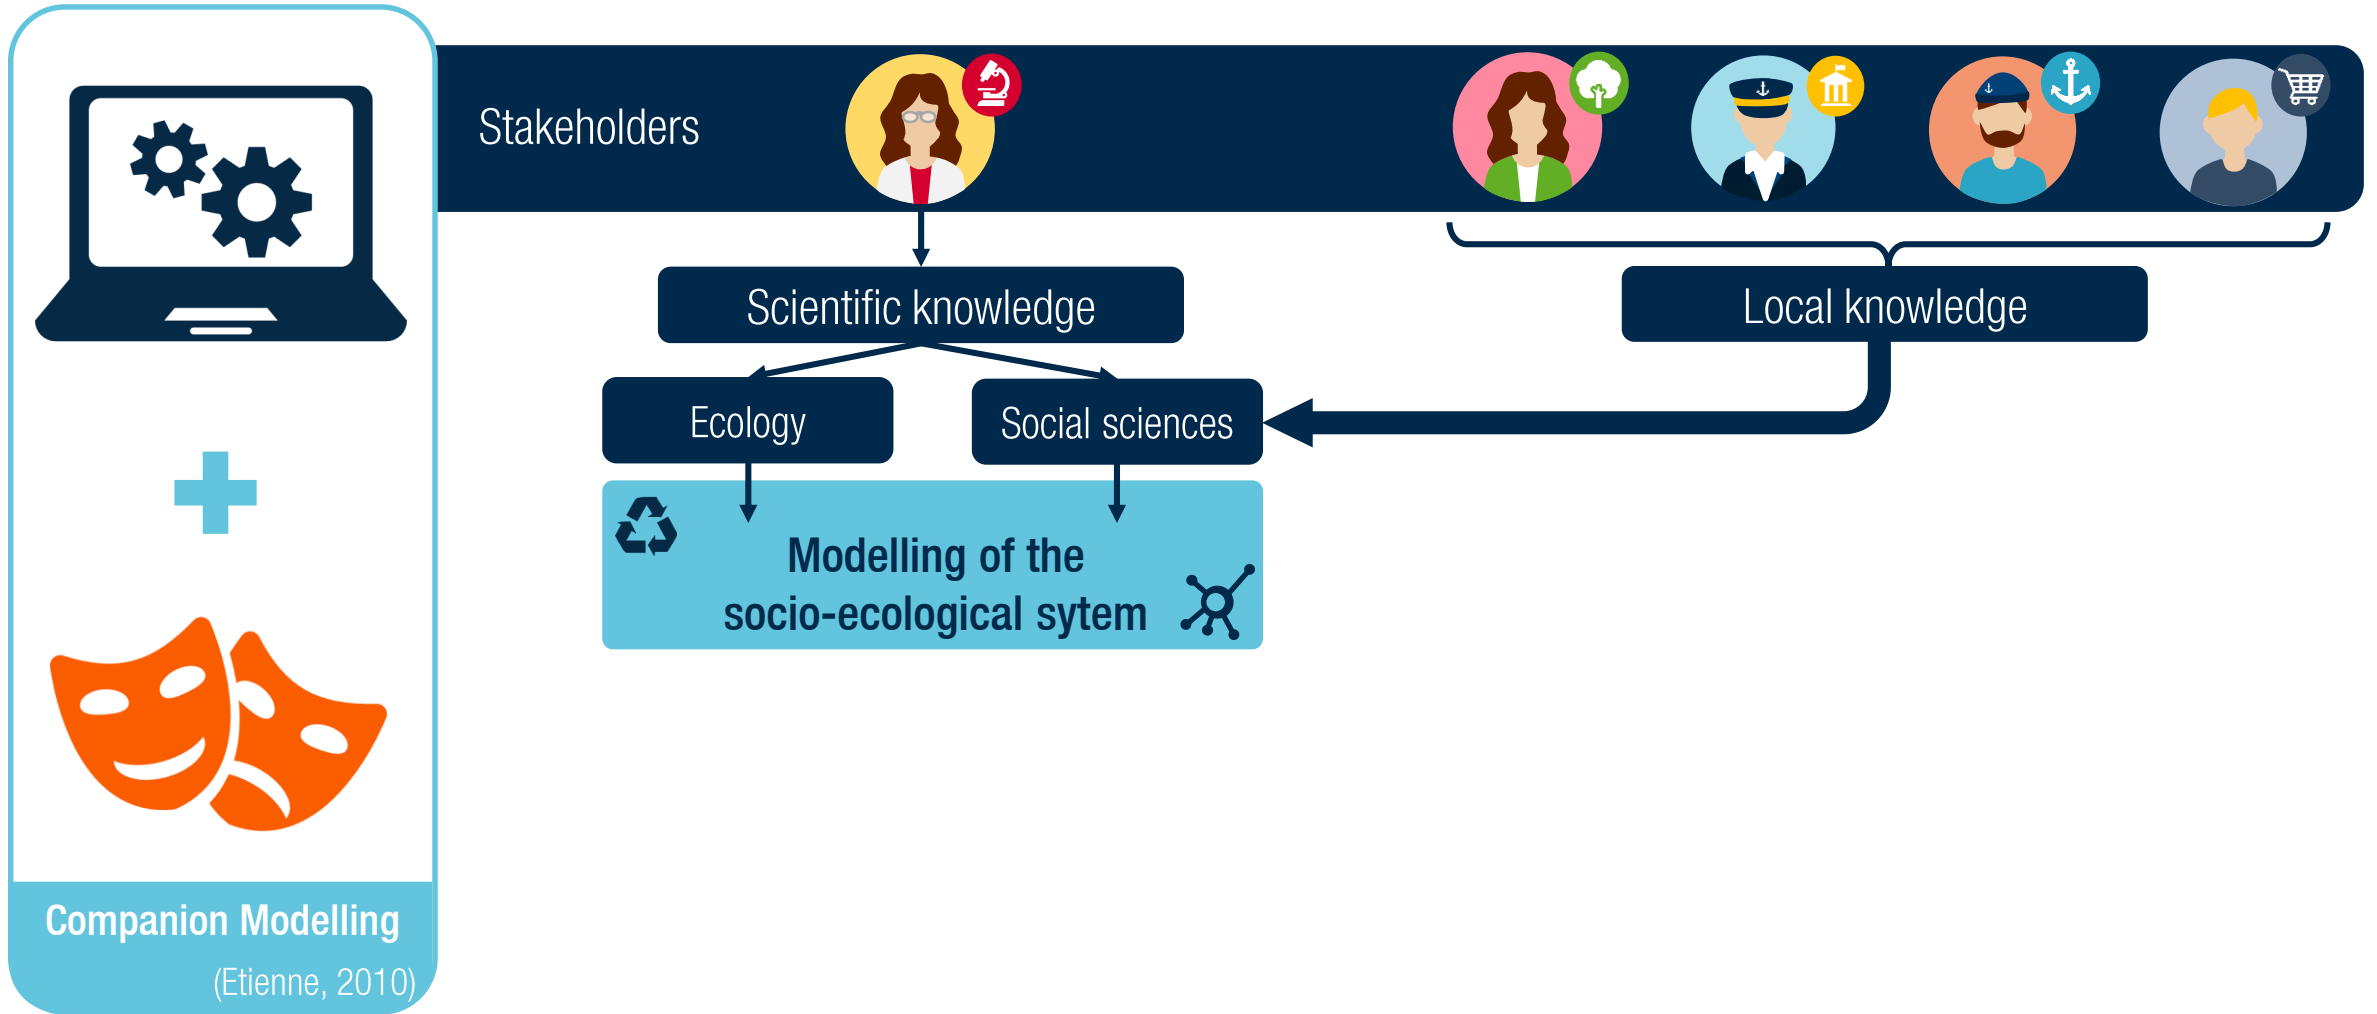 Stakeholders
Scientific knowledge
Local knowledge
Ecology
Social sciences
Modelling of the
socio-ecological sytem
Companion Modelling
(Etienne, 2010)